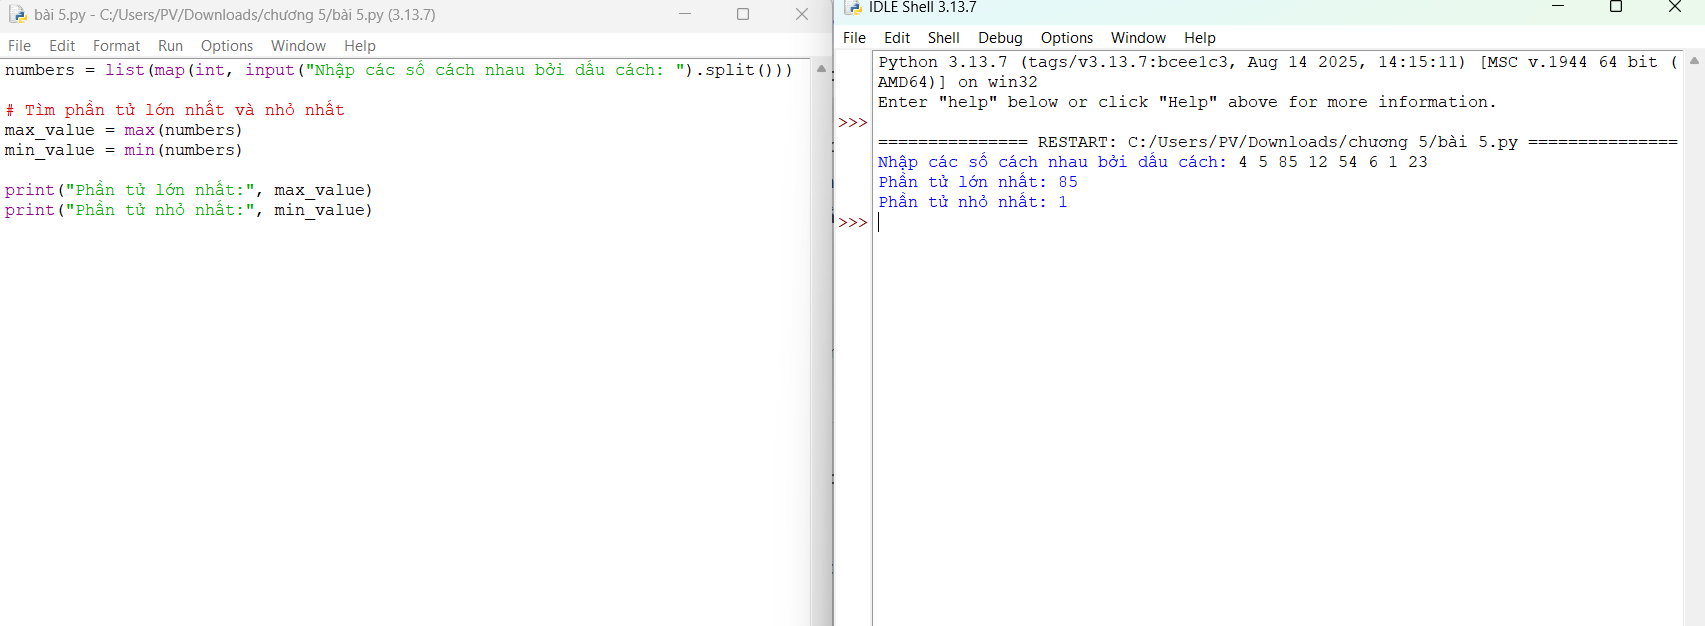 bài 5.py - C:/Users/PV/Downloads/chương 5/bài 5.py (3.13.7)
File Edit Format Run Options Window Help
numbers = list(map(int, input("Nhập các số cách nhau bởi dấu cách: ").split()))
# Tìm phần tử lớn nhất và nhỏ nhất
max_value = max(numbers)
min_value = min(numbers)
print("Phần tử lớn nhất:", max_value)
print("Phần tử nhỏ nhất:", min_value)
IDLE Shell 3.13.7
File Edit Shell Debug Options Window Help
Python 3.13.7 (tags/v3.13.7:bcee1c3, Aug 14 2025, 14:15:11) [MSC v.1944 64 bit (
AMD64)] on win32
Enter "help" below or click "Help" above for more information.
>>>
=============== RESTART: C:/Users/PV/Downloads/chương 5/bài 5.py ===============
Nhập các số cách nhau bởi dấu cách: 4 5 85 12 54 6 1 23
Phần tử lớn nhất: 85
Phần tử nhỏ nhất: 1
>>>